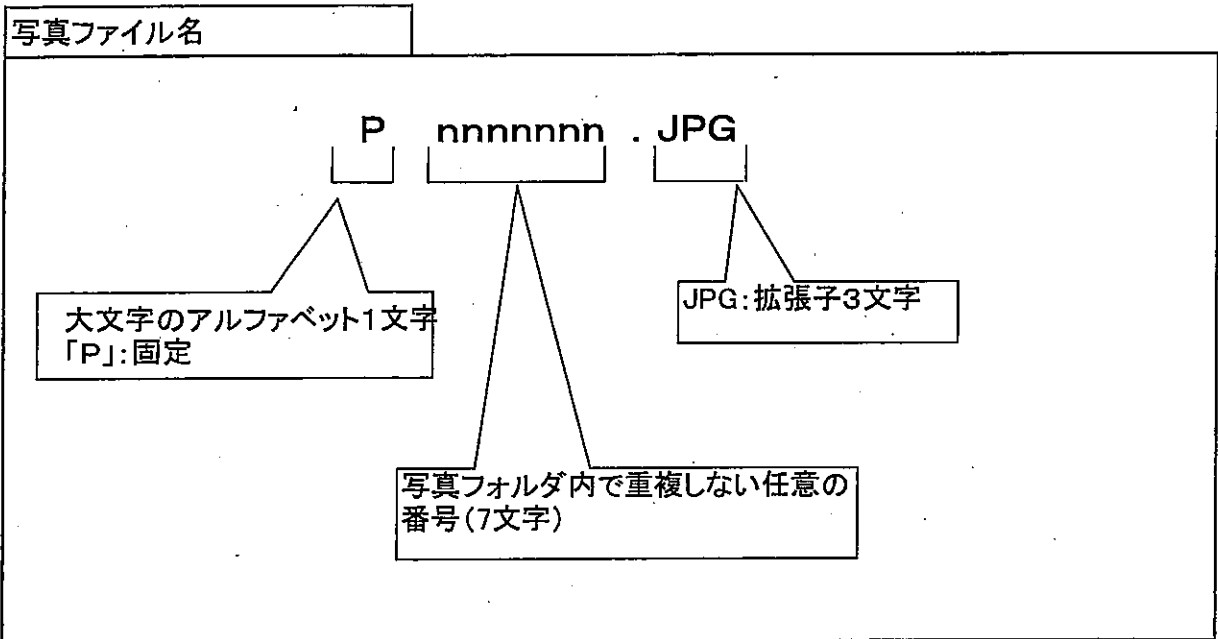 写真ファイル名
P nnnnnnn . JPG
大文字のアルファベット1文字
「P」:固定
JPG:拡張子3文字
写真フォルダ内で重複しない任意の
番号(7文字)